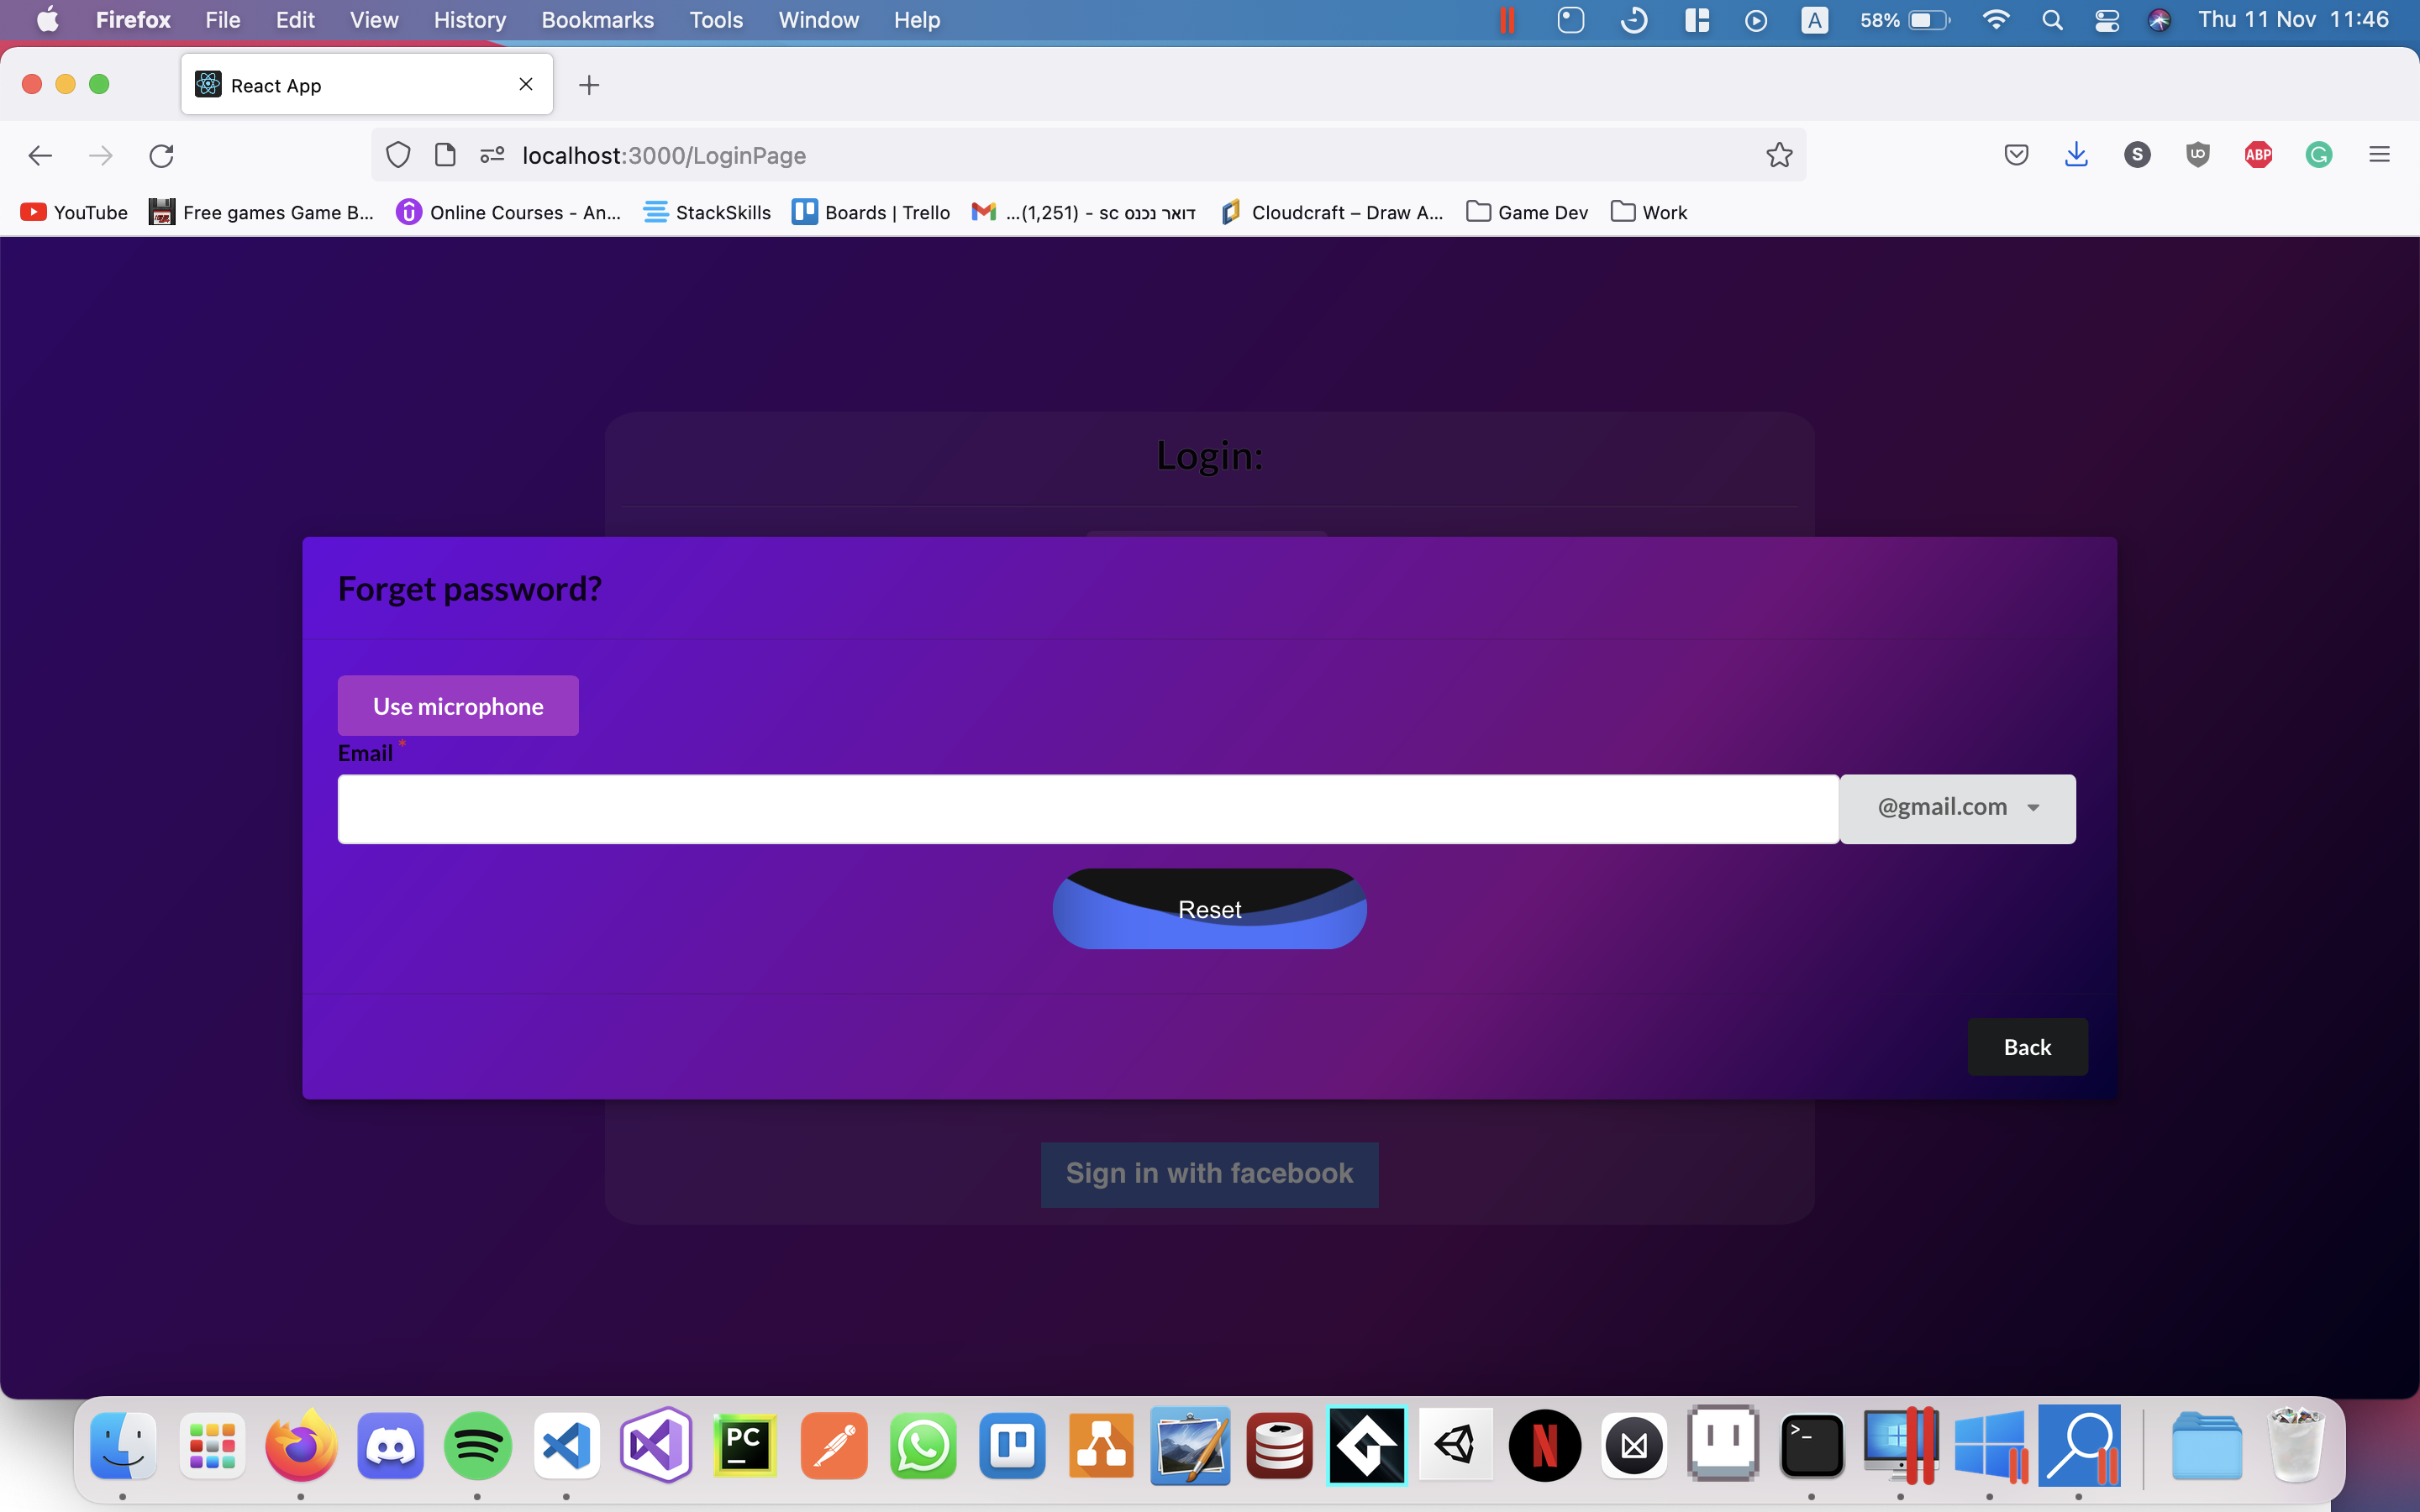 Firefox File Edit View History Bookmarks Tools Window Help A 58% Thu 11 Nov 11:46
React App
localhost:3000/LoginPage S ABP
YouTube Free games Game B... Online Courses - An... StackSkills Boards | Trello דואר נכנס sc - (1,251)... Cloudcraft – Draw A... Game Dev Work
Login:
Forget password?
Use microphone
Email *
@gmail.com
Reset
Back
Sign in with facebook
PC N >_